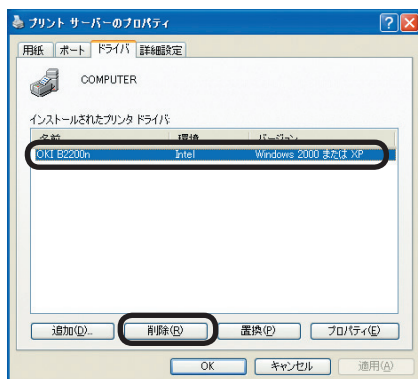 プリント サーバーのプロパティ
用紙 ポート ドライバ 詳細設定
COMPUTER
インストールされたプリンタ ドライバ:
名前 環境 バージョン
OKI B2200n Intel Windows 2000 または XP
追加(D)... 削除(R) 置換(P) プロパティ(E)
OK キャンセル 適用(A)